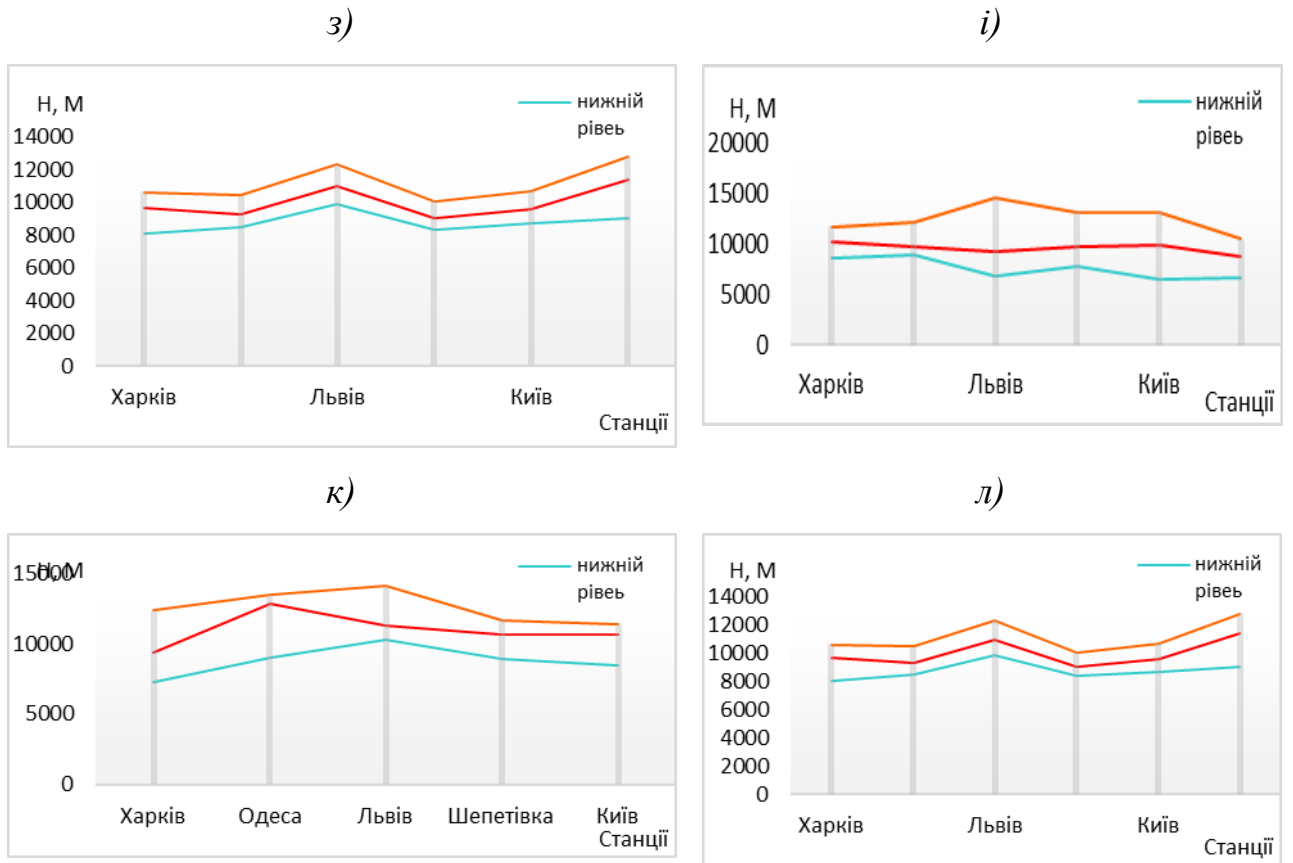 з)
і)
Н, М
нижній
рівеь
14000
12000
10000
8000
6000
4000
2000
0
Харків Львів Київ
Станції
Н, М
нижній
рівеь
20000
15000
10000
5000
0
Харків Львів Київ
Станції
к)
л)
15000
Н, М
нижній
рівеь
10000
5000
0
Харків Одеса Львів Шепетівка Київ
Станції
Н, М
нижній
рівеь
14000
12000
10000
8000
6000
4000
2000
0
Харків Львів Київ
Станції